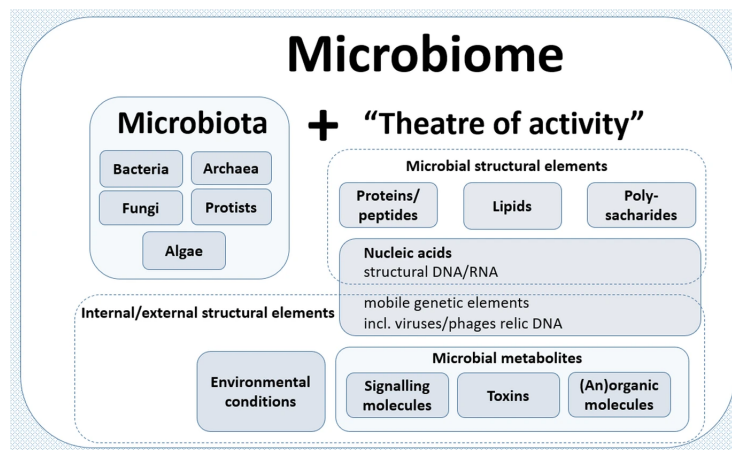 Microbiome
Microbiota + “Theatre of activity”
Bacteria
Archaea
Fungi
Protists
Algae
Microbial structural elements
Proteins/
peptides
Lipids
Poly-
sacharides
Nucleic acids
structural DNA/RNA
mobile genetic elements
incl. viruses/phages relic DNA
Internal/external structural elements
Environmental
conditions
Microbial metabolites
Signalling
molecules
Toxins
(An)organic
molecules